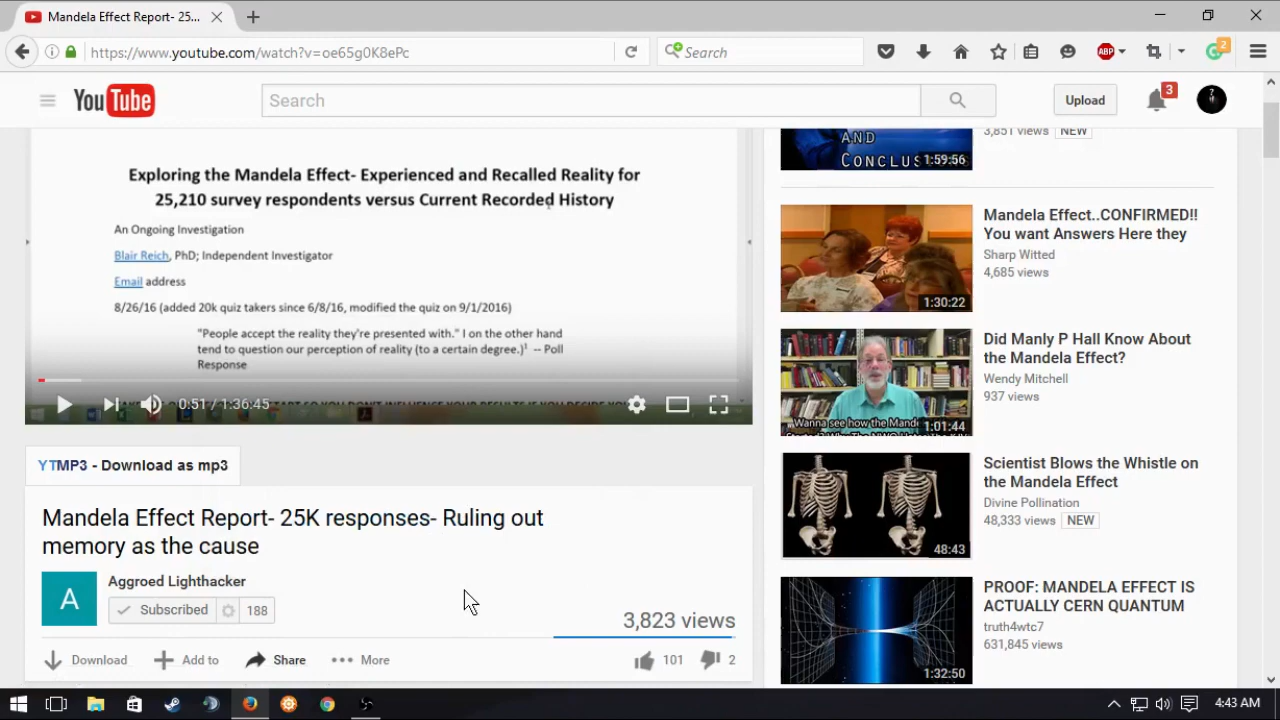 Mandela Effect Report- 25...
https://www.youtube.com/watch?v=oe65g0K8ePc
Search
ABP
2
YouTube
Search
Upload
3
Exploring the Mandela Effect- Experienced and Recalled Reality for
25,210 survey respondents versus Current Recorded History
An Ongoing Investigation
Blair Reich, PhD; Independent Investigator
Email address
8/26/16 (added 20k quiz takers since 6/8/16, modified the quiz on 9/1/2016)
"People accept the reality they're presented with." I on the other hand
tend to question our perception of reality (to a certain degree.)¹ -- Poll
Response
0:51 / 1:36:45
YTMP3 - Download as mp3
Mandela Effect Report- 25K responses- Ruling out
memory as the cause
A
Aggroed Lighthacker
Subscribed 188
3,823 views
Download
Add to
Share
More
101
2
AND
CONCLUS
1:59:56
3,851 views NEW
Mandela Effect..CONFIRMED!!
You want Answers Here they
Sharp Witted
4,685 views
1:30:22
Did Manly P Hall Know About
the Mandela Effect?
Wendy Mitchell
937 views
Wanna see how the Mande
1:01:44
Scientist Blows the Whistle on
the Mandela Effect
Divine Pollination
48,333 views NEW
48:43
PROOF: MANDELA EFFECT IS
ACTUALLY CERN QUANTUM
truth4wtc7
631,845 views
1:32:50
4:43 AM